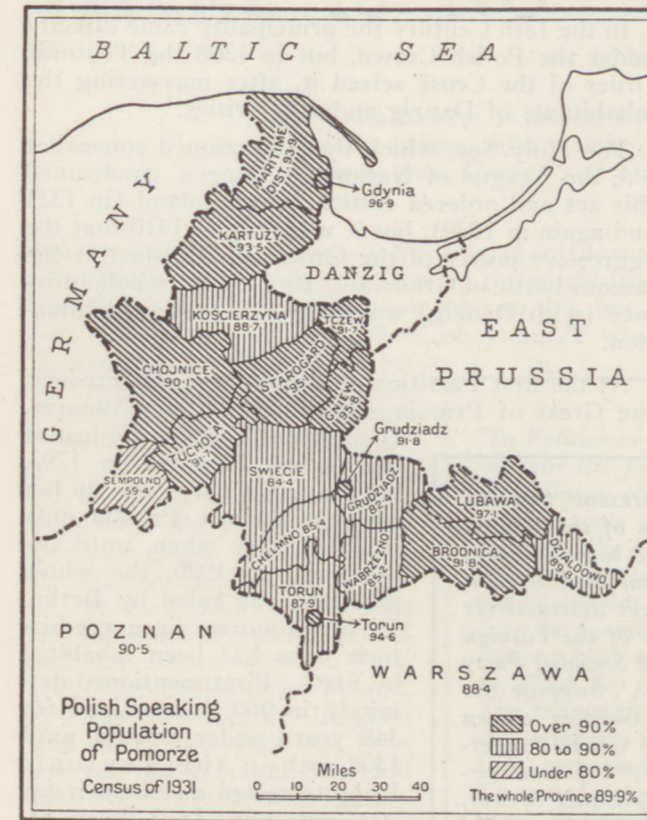 BALTIC SEA
MARITIME
DIST. 93·9
Gdynia
96·9
KARTUZY
93·5
DANZIG
GERMANY
KOSCIERZYNA
88·7
TCZEW
91·7
EAST
PRUSSIA
CHOJNICE
90·1
STAROGARD
GNIEW
95·8
Grudziadz
91·8
TUCHOLA
91·7
SEMPOLNO
59·4
SWIECIE
84·4
GRUDZIADZ
82·4
LUBAWA
97·1
CHELMNO 85·4
WABRZEZNO
85·2
BRODNICA
91·8
DZIALDOWO
89·8
TORUN
87·9
Torun
94·6
POZNAN
90·5
WARSZAWA
88·4
Polish Speaking
Population
of Pomorze
Census of 1931
Miles
0 10 20 30 40
Over 90%
80 to 90%
Under 80%
The whole Province 89·9%